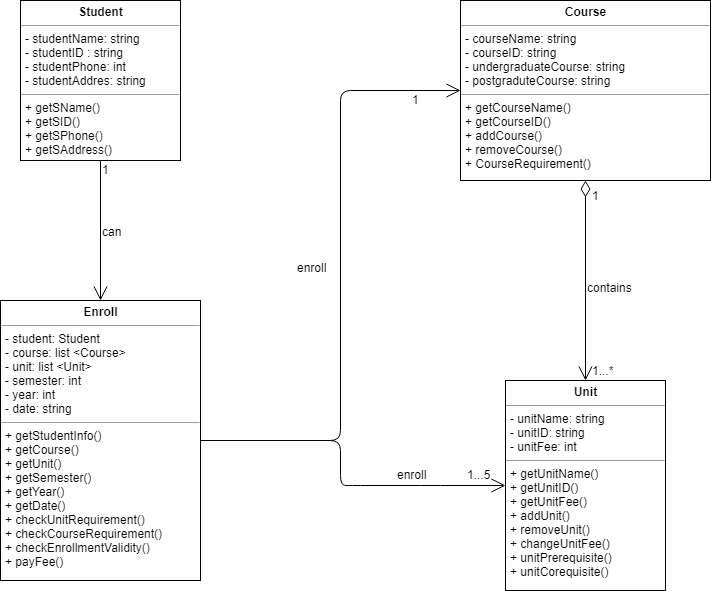 Student
- studentName: string
- studentID : string
- studentPhone: int
- studentAddres: string
+ getSName()
+ getSID()
+ getSPhone()
+ getSAddress()
1
can
Enroll
- student: Student
- course: list <Course>
- unit: list <Unit>
- semester: int
- year: int
- date: string
+ getStudentInfo()
+ getCourse()
+ getUnit()
+ getSemester()
+ getYear()
+ getDate()
+ checkUnitRequirement()
+ checkCourseRequirement()
+ checkEnrollmentValidity()
+ payFee()
enroll
1
Course
- courseName: string
- courseID: string
- undergraduateCourse: string
- postgraduteCourse: string
+ getCourseName()
+ getCourseID()
+ addCourse()
+ removeCourse()
+ CourseRequirement()
1
contains
1...*
enroll
1...5
Unit
- unitName: string
- unitID: string
- unitFee: int
+ getUnitName()
+ getUnitID()
+ getUnitFee()
+ addUnit()
+ removeUnit()
+ changeUnitFee()
+ unitPrerequisite()
+ unitCorequisite()